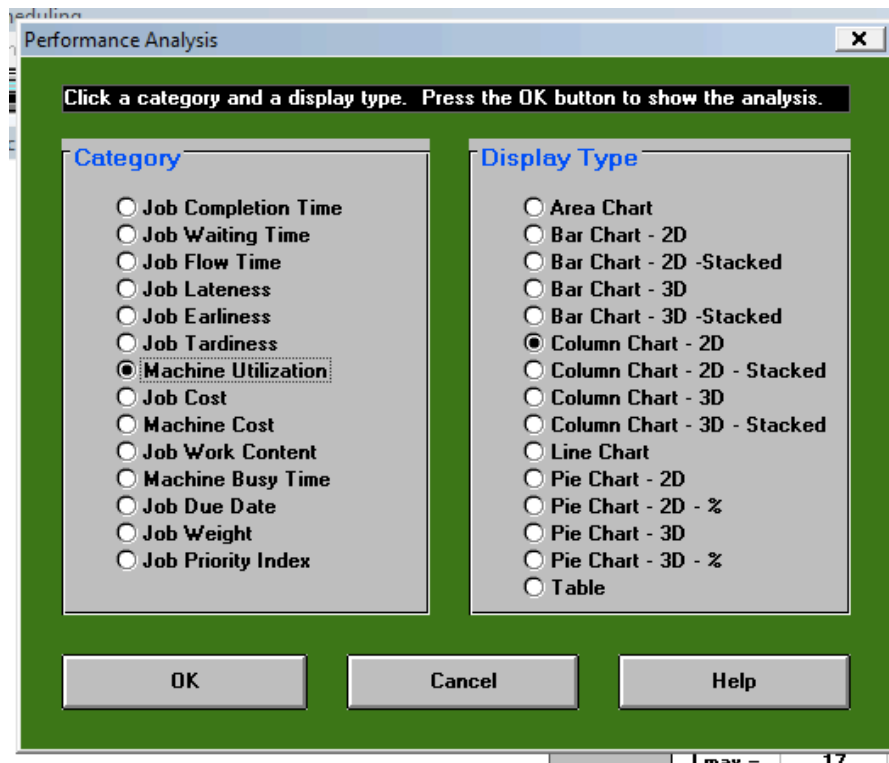 heduling
Performance Analysis
Click a category and a display type. Press the OK button to show the analysis.
Category
Job Completion Time
Job Waiting Time
Job Flow Time
Job Lateness
Job Earliness
Job Tardiness
Machine Utilization
Job Cost
Machine Cost
Job Work Content
Machine Busy Time
Job Due Date
Job Weight
Job Priority Index
Display Type
Area Chart
Bar Chart - 2D
Bar Chart - 2D -Stacked
Bar Chart - 3D
Bar Chart - 3D -Stacked
Column Chart - 2D
Column Chart - 2D - Stacked
Column Chart - 3D
Column Chart - 3D - Stacked
Line Chart
Pie Chart - 2D
Pie Chart - 2D - %
Pie Chart - 3D
Pie Chart - 3D - %
Table
OK Cancel Help
max = 17